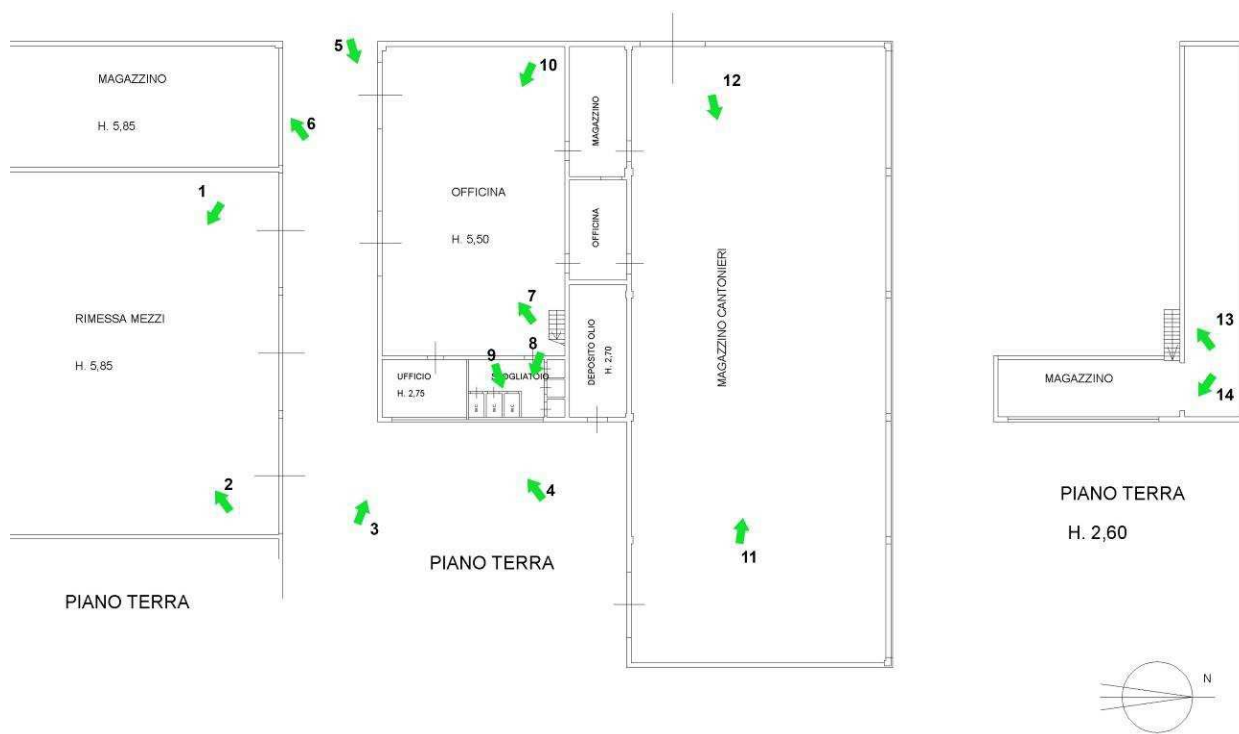 MAGAZZINO
H. 5,85
6
1
RIMESSA MEZZI
H. 5,85
2
PIANO TERRA
5
10
OFFICINA
H. 5,50
MAGAZZINO
OFFICINA
7
8
9
UFFICIO
H. 2,75
SPOGLIATOIO
W.C.
W.C.
W.C.
DEPOSITO OLIO
H. 2,70
3
4
PIANO TERRA
12
MAGAZZINO CANTONIERI
11
13
MAGAZZINO
14
PIANO TERRA
H. 2,60
N